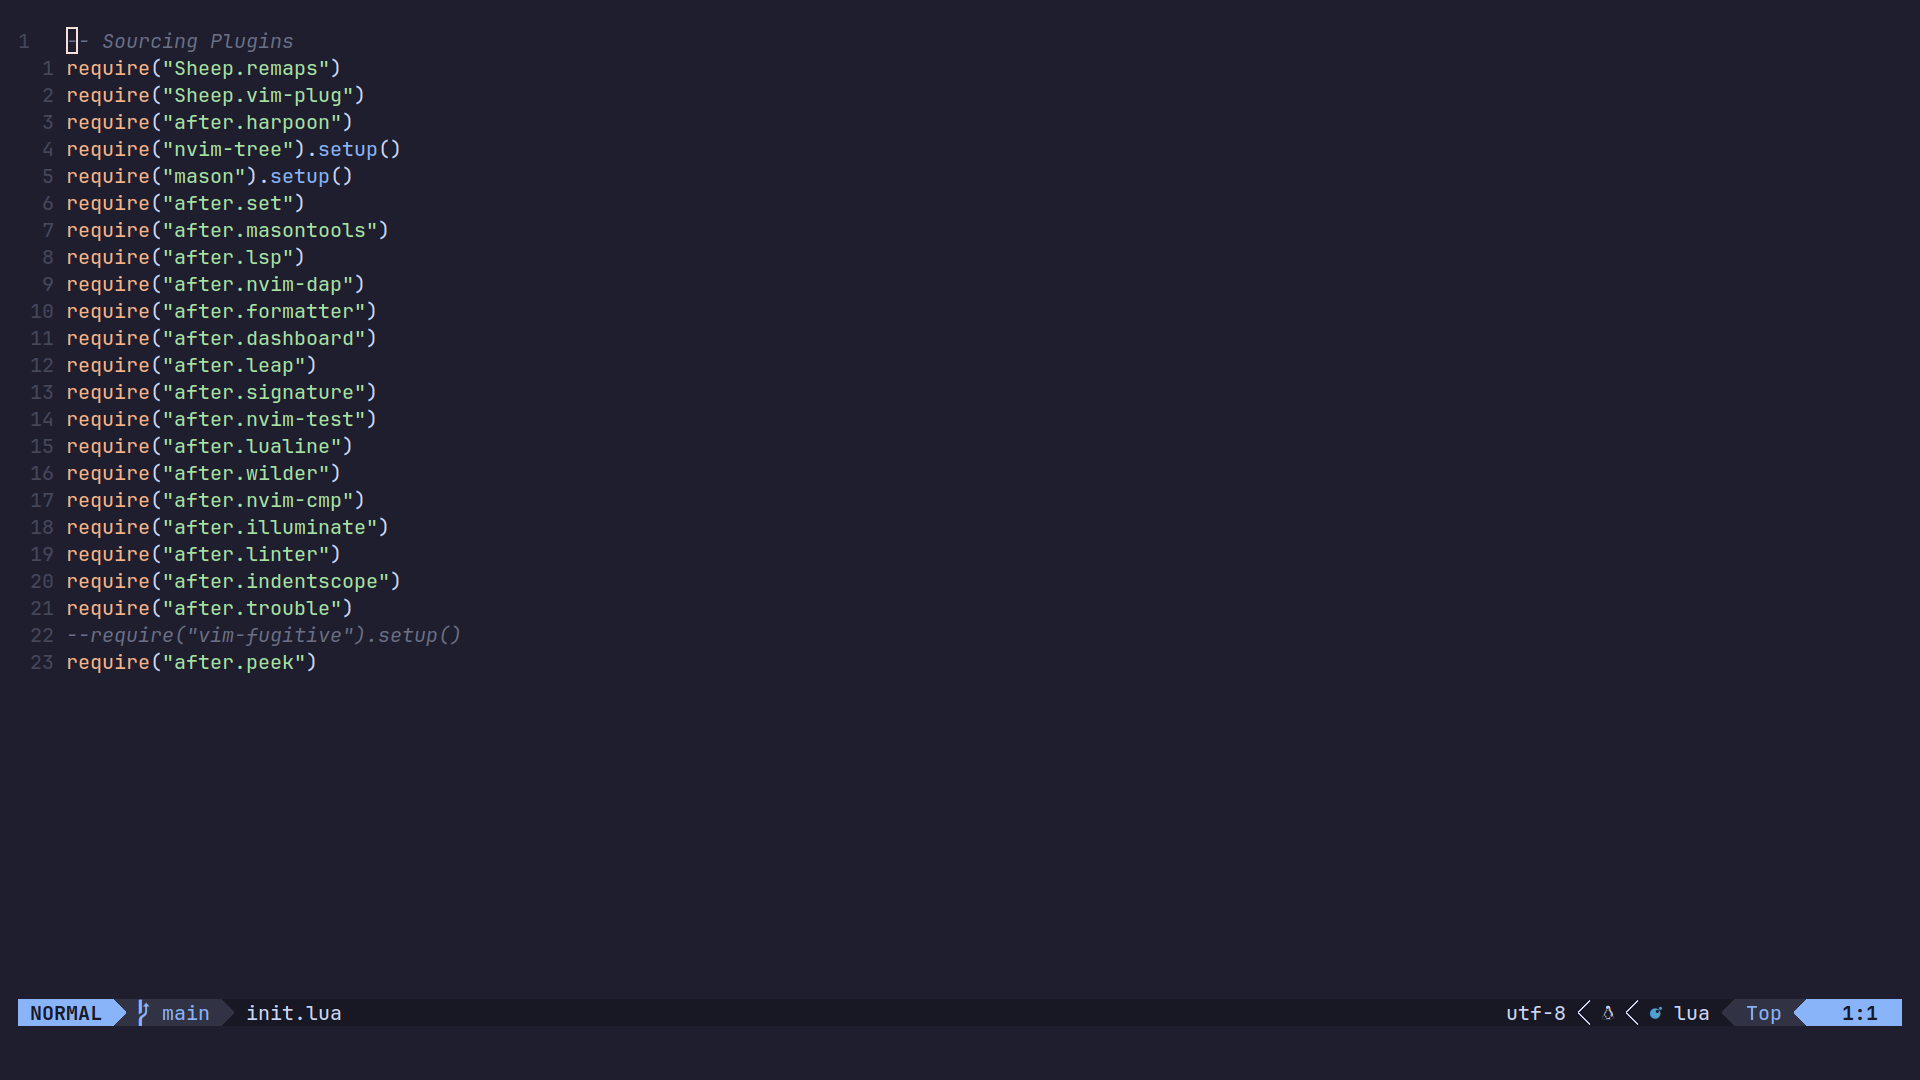 1 -- Sourcing Plugins
1 require("Sheep.remaps")
2 require("Sheep.vim-plug")
3 require("after.harpoon")
4 require("nvim-tree").setup()
5 require("mason").setup()
6 require("after.set")
7 require("after.masontools")
8 require("after.lsp")
9 require("after.nvim-dap")
10 require("after.formatter")
11 require("after.dashboard")
12 require("after.leap")
13 require("after.signature")
14 require("after.nvim-test")
15 require("after.lualine")
16 require("after.wilder")
17 require("after.nvim-cmp")
18 require("after.illuminate")
19 require("after.linter")
20 require("after.indentscope")
21 require("after.trouble")
22 --require("vim-fugitive").setup()
23 require("after.peek")
NORMAL main init.lua utf-8 lua Top 1:1